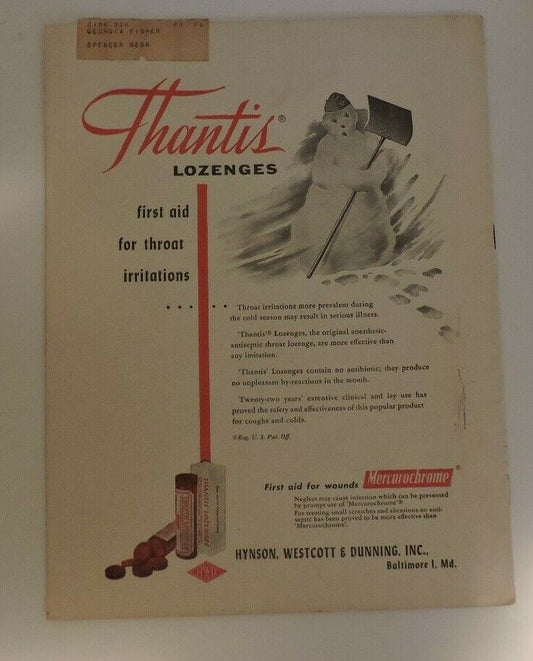 GEORGIA FISHER
SPENCER NEBR
Thantis®
LOZENGES
first aid
for throat
irritations
. . . . . .
Throat irritations more prevalent during
the cold season may result in serious illness.
'Thantis'® Lozenges, the original anesthetic-
antiseptic throat lozenge, are more effective than
any imitation.
'Thantis' Lozenges contain no antibiotic; they produce
no unpleasant by-reactions in the mouth.
Twenty-two years' extensive clinical and lay use has
proved the safety and effectiveness of this popular product
for coughs and colds.
®Reg. U. S. Pat. Off.
First aid for wounds Mercurochrome®
Neglect may cause infection which can be prevented
by prompt use of 'Mercurochrome'®
For treating small scratches and abrasions no anti-
septic has been proved to be more effective than
'Mercurochrome'.
THANTIS LOZENGES
HYNSON, WESTCOTT & DUNNING, INC.,
Baltimore 1, Md.